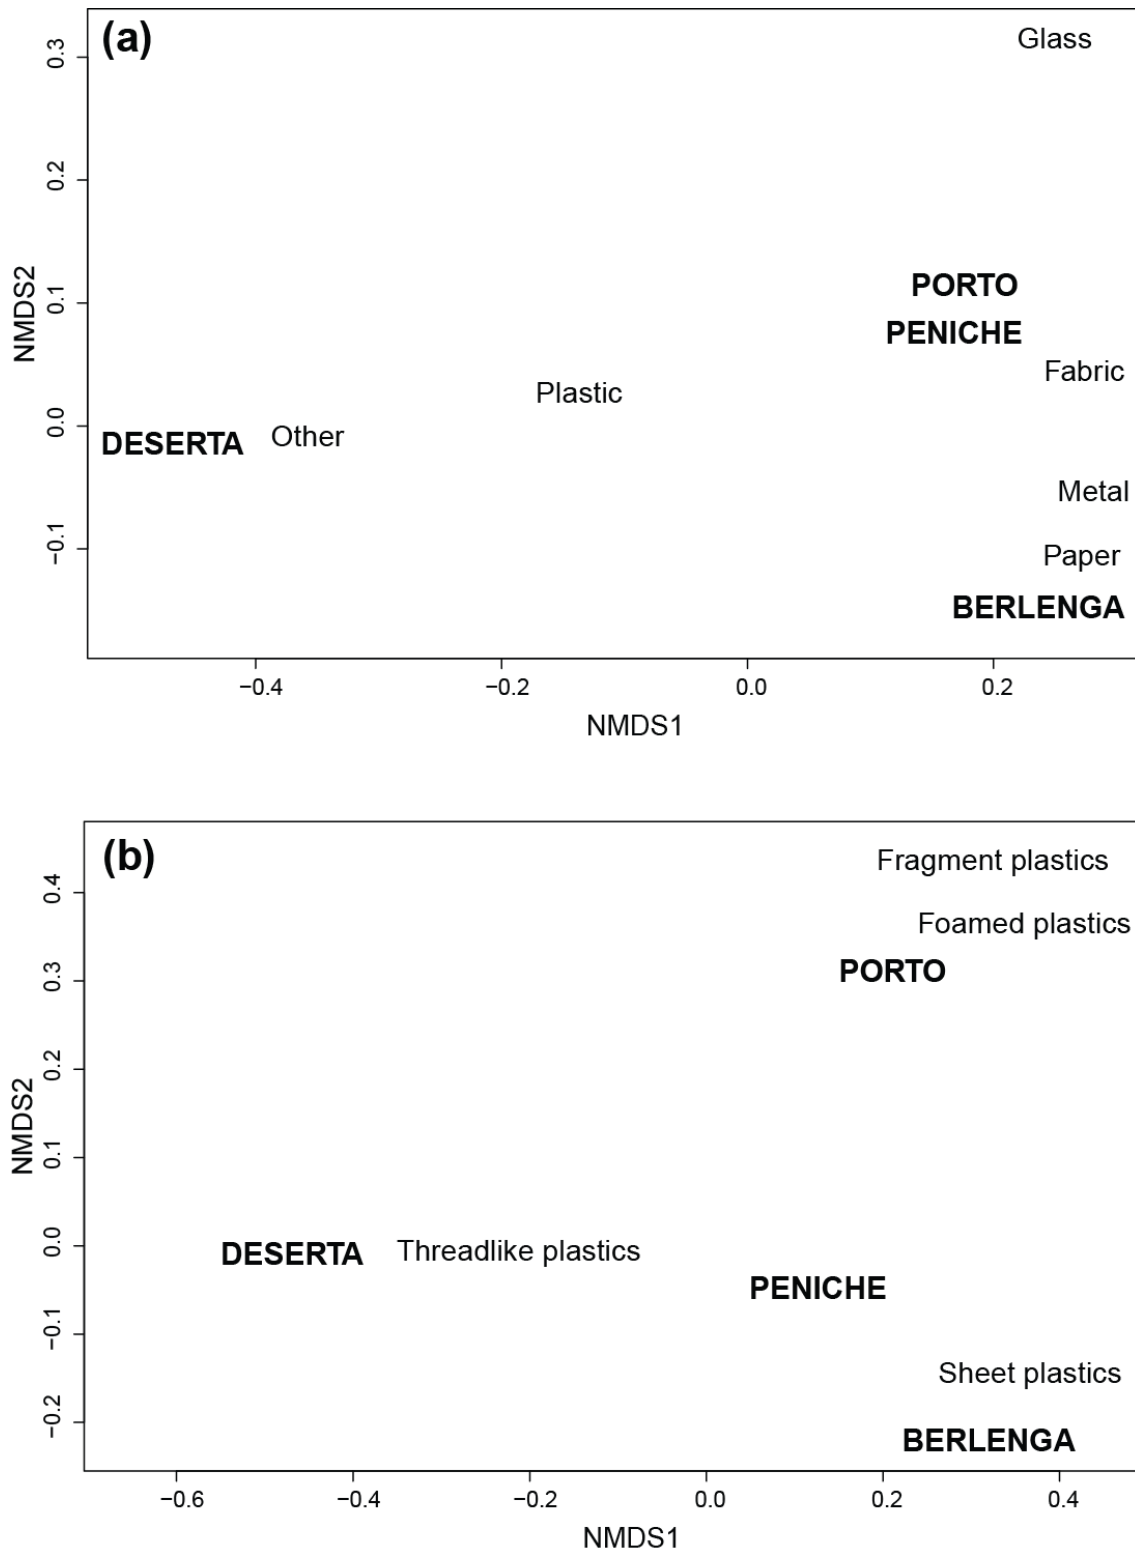 (a)
Glass
0.3
0.2
NMDS2
PORTO
0.1
PENICHE
Fabric
Plastic
0.0
DESERTA Other
Metal
−0.1
Paper
BERLENGA
−0.4 −0.2 0.0 0.2
NMDS1
(b)
Fragment plastics
0.4
Foamed plastics
PORTO
0.3
0.2
NMDS2
0.1
0.0
DESERTA Threadlike plastics
PENICHE
−0.1
Sheet plastics
−0.2
BERLENGA
−0.6 −0.4 −0.2 0.0 0.2 0.4
NMDS1